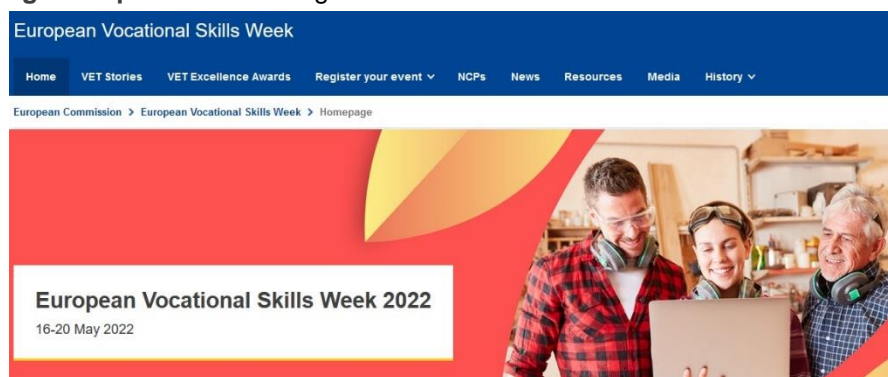 European Vocational Skills Week
Home VET Stories VET Excellence Awards Register your event NCPs News Resources Media History
European Commission > European Vocational Skills Week > Homepage
European Vocational Skills Week 2022
16-20 May 2022